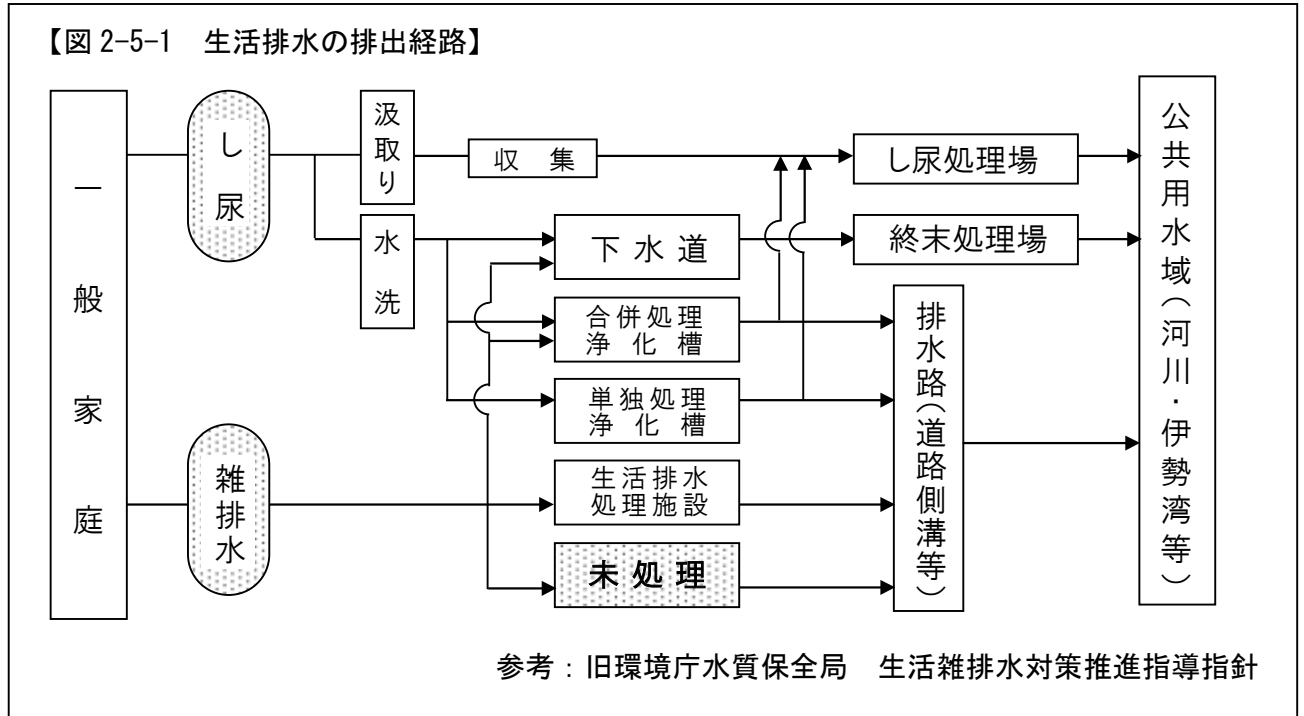 【図 2-5-1　生活排水の排出経路】
一般家庭
し尿
雑排水
汲取り
水洗
収　集
下 水 道
合併処理
浄 化 槽
単独処理
浄 化 槽
生活排水
処理施設
未 処 理
し尿処理場
終末処理場
排水路（道路側溝等）
公共用水域（河川・伊勢湾等）
参考：旧環境庁水質保全局　生活雑排水対策推進指導指針